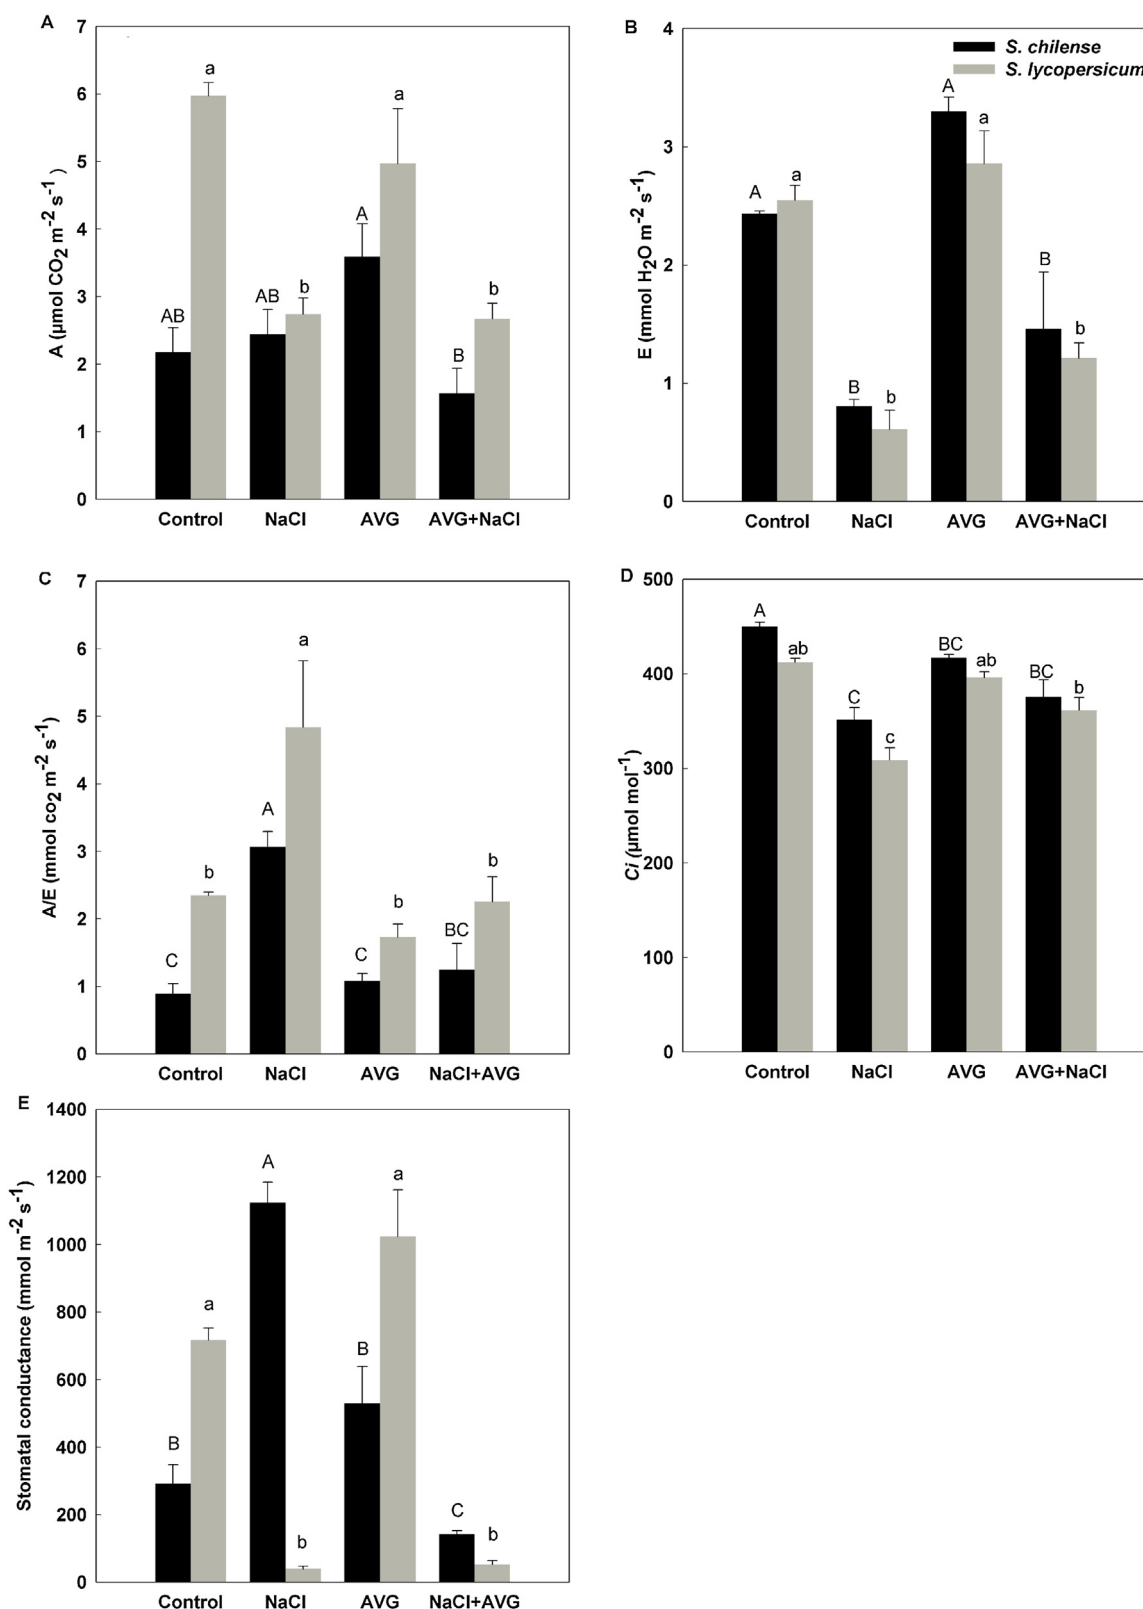 A
7
6
5
4
3
2
1
0
A (µmol CO2 m-2 s-1 )
AB
a
AB
b
A
a
B
b
Control NaCl AVG AVG+NaCl
B
4
3
2
1
0
E (mmol H2O m-2 s-1)
S. chilense
S. lycopersicum
A
a
B
b
A
a
B
b
Control NaCl AVG AVG+NaCl
C
7
6
5
4
3
2
1
0
A/E (mmol co2 m-2 s-1)
C
b
A
a
C
b
BC
b
Control NaCl AVG NaCl+AVG
D
500
400
300
200
100
0
Ci (µmol mol-1)
A
ab
C
c
BC
ab
BC
b
Control NaCl AVG AVG+NaCl
E
1400
1200
1000
800
600
400
200
0
Stomatal conductance (mmol m-2 s-1)
B
a
A
b
B
a
C
b
Control NaCl AVG NaCl+AVG